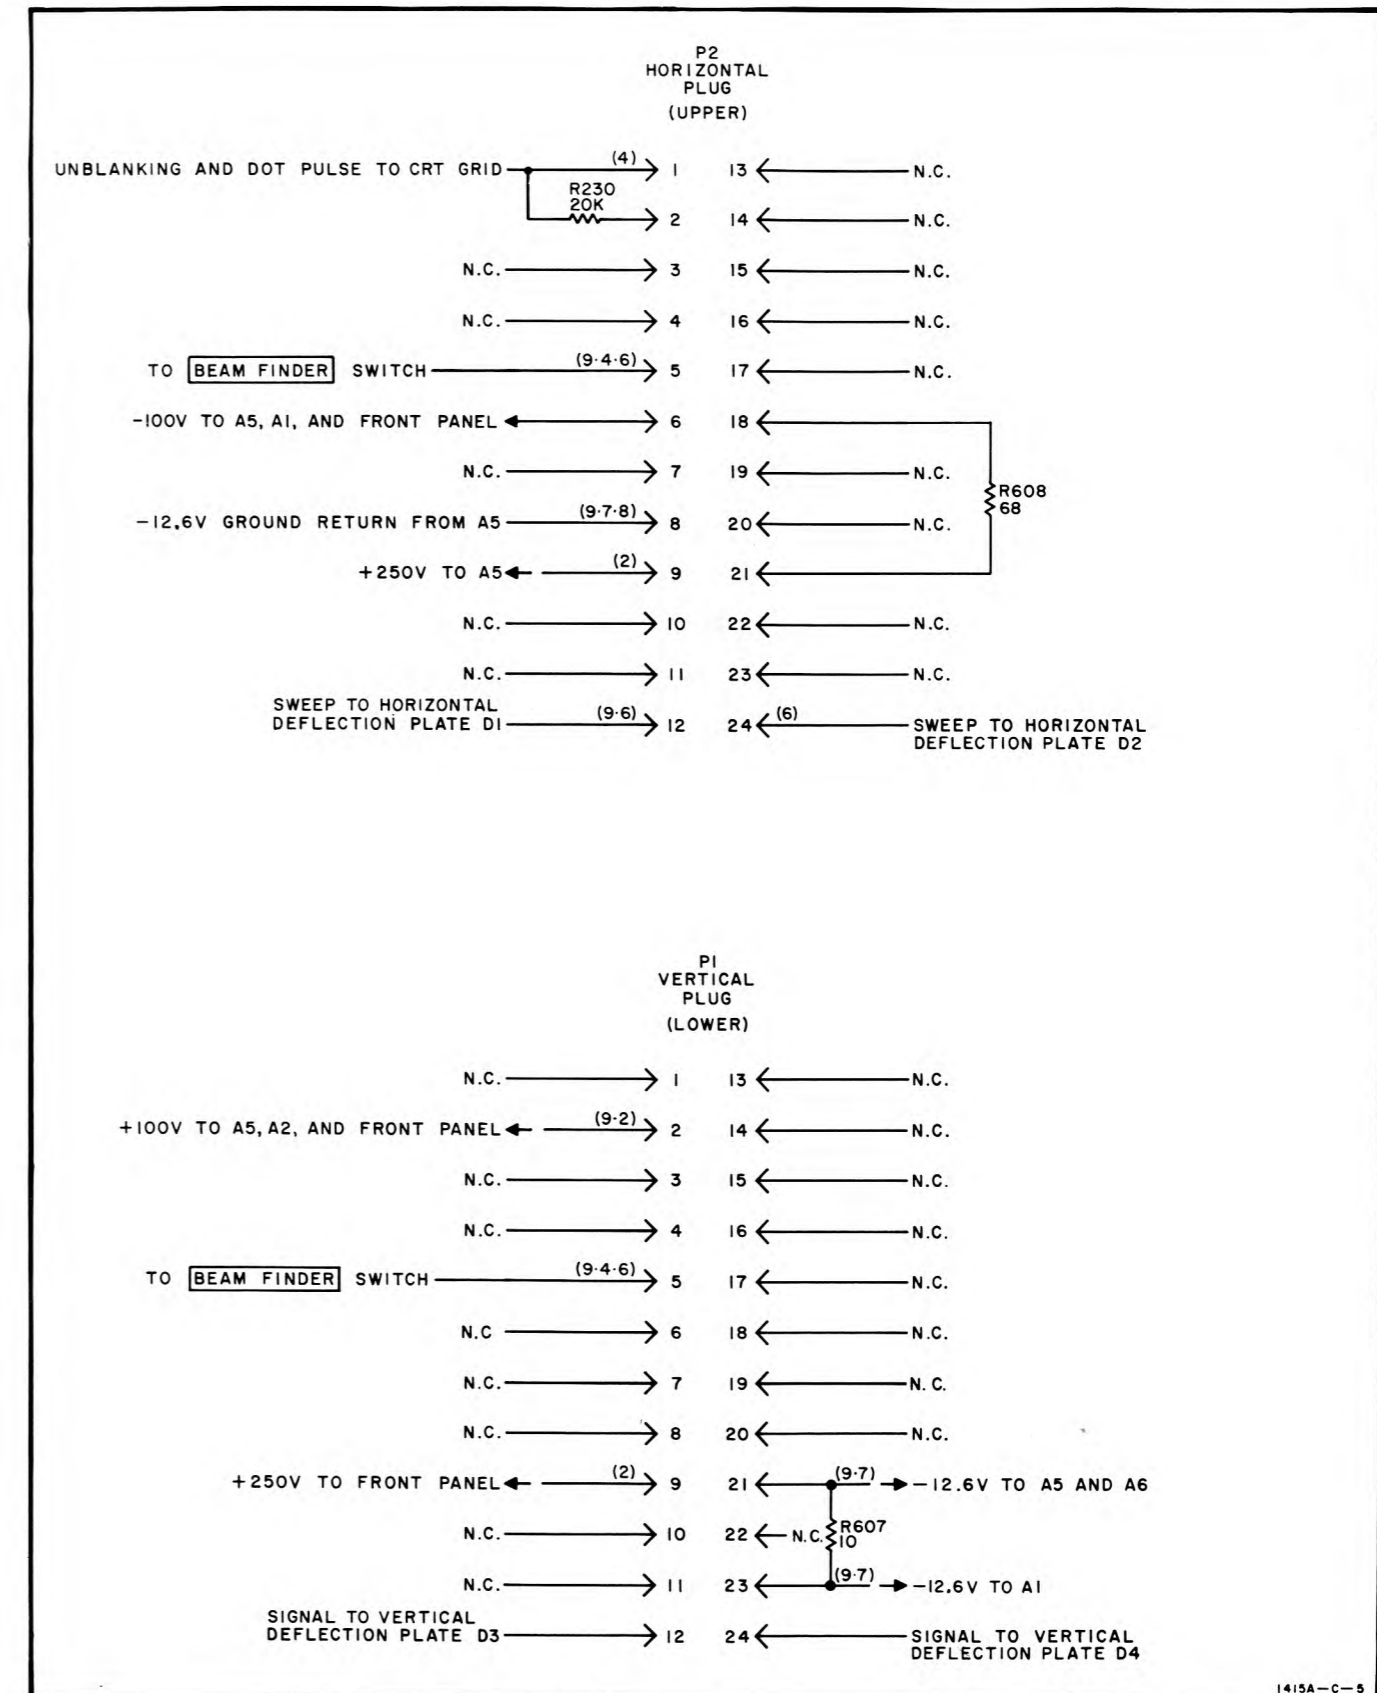 P2
HORIZONTAL
PLUG
(UPPER)
UNBLANKING AND DOT PULSE TO CRT GRID (4) 1 13 N.C.
R230
20K
2 14 N.C.
N.C. 3 15 N.C.
N.C. 4 16 N.C.
TO BEAM FINDER SWITCH (9·4·6) 5 17 N.C.
-100V TO A5, A1, AND FRONT PANEL 6 18
N.C. 7 19 N.C.
R608
68
-12.6V GROUND RETURN FROM A5 (9·7·8) 8 20 N.C.
+250V TO A5 (2) 9 21
N.C. 10 22 N.C.
N.C. 11 23 N.C.
SWEEP TO HORIZONTAL
DEFLECTION PLATE D1 (9·6) 12 24 (6) SWEEP TO HORIZONTAL
DEFLECTION PLATE D2
P1
VERTICAL
PLUG
(LOWER)
N.C. 1 13 N.C.
+100V TO A5, A2, AND FRONT PANEL (9·2) 2 14 N.C.
N.C. 3 15 N.C.
N.C. 4 16 N.C.
TO BEAM FINDER SWITCH (9·4·6) 5 17 N.C.
N.C 6 18 N.C.
N.C. 7 19 N.C.
N.C. 8 20 N.C.
+250V TO FRONT PANEL (2) 9 21 (9·7) -12.6V TO A5 AND A6
N.C. 10 22 N.C. R607
10
N.C. 11 23 (9·7) -12.6V TO A1
SIGNAL TO VERTICAL
DEFLECTION PLATE D3 12 24 SIGNAL TO VERTICAL
DEFLECTION PLATE D4
1415A-C-5